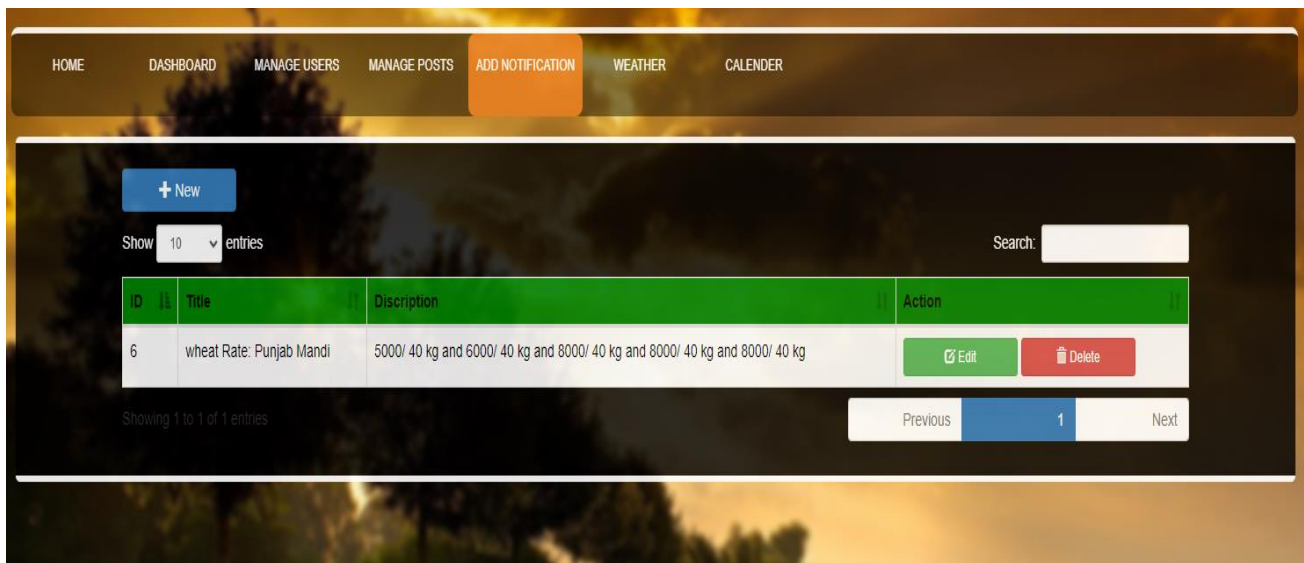 HOME DASHBOARD MANAGE USERS MANAGE POSTS ADD NOTIFICATION WEATHER CALENDER
New
Show 10 entries Search:
ID Title Discription Action
6 wheat Rate: Punjab Mandi 5000/ 40 kg and 6000/ 40 kg and 8000/ 40 kg and 8000/ 40 kg and 8000/ 40 kg Edit Delete
Showing 1 to 1 of 1 entries Previous 1 Next